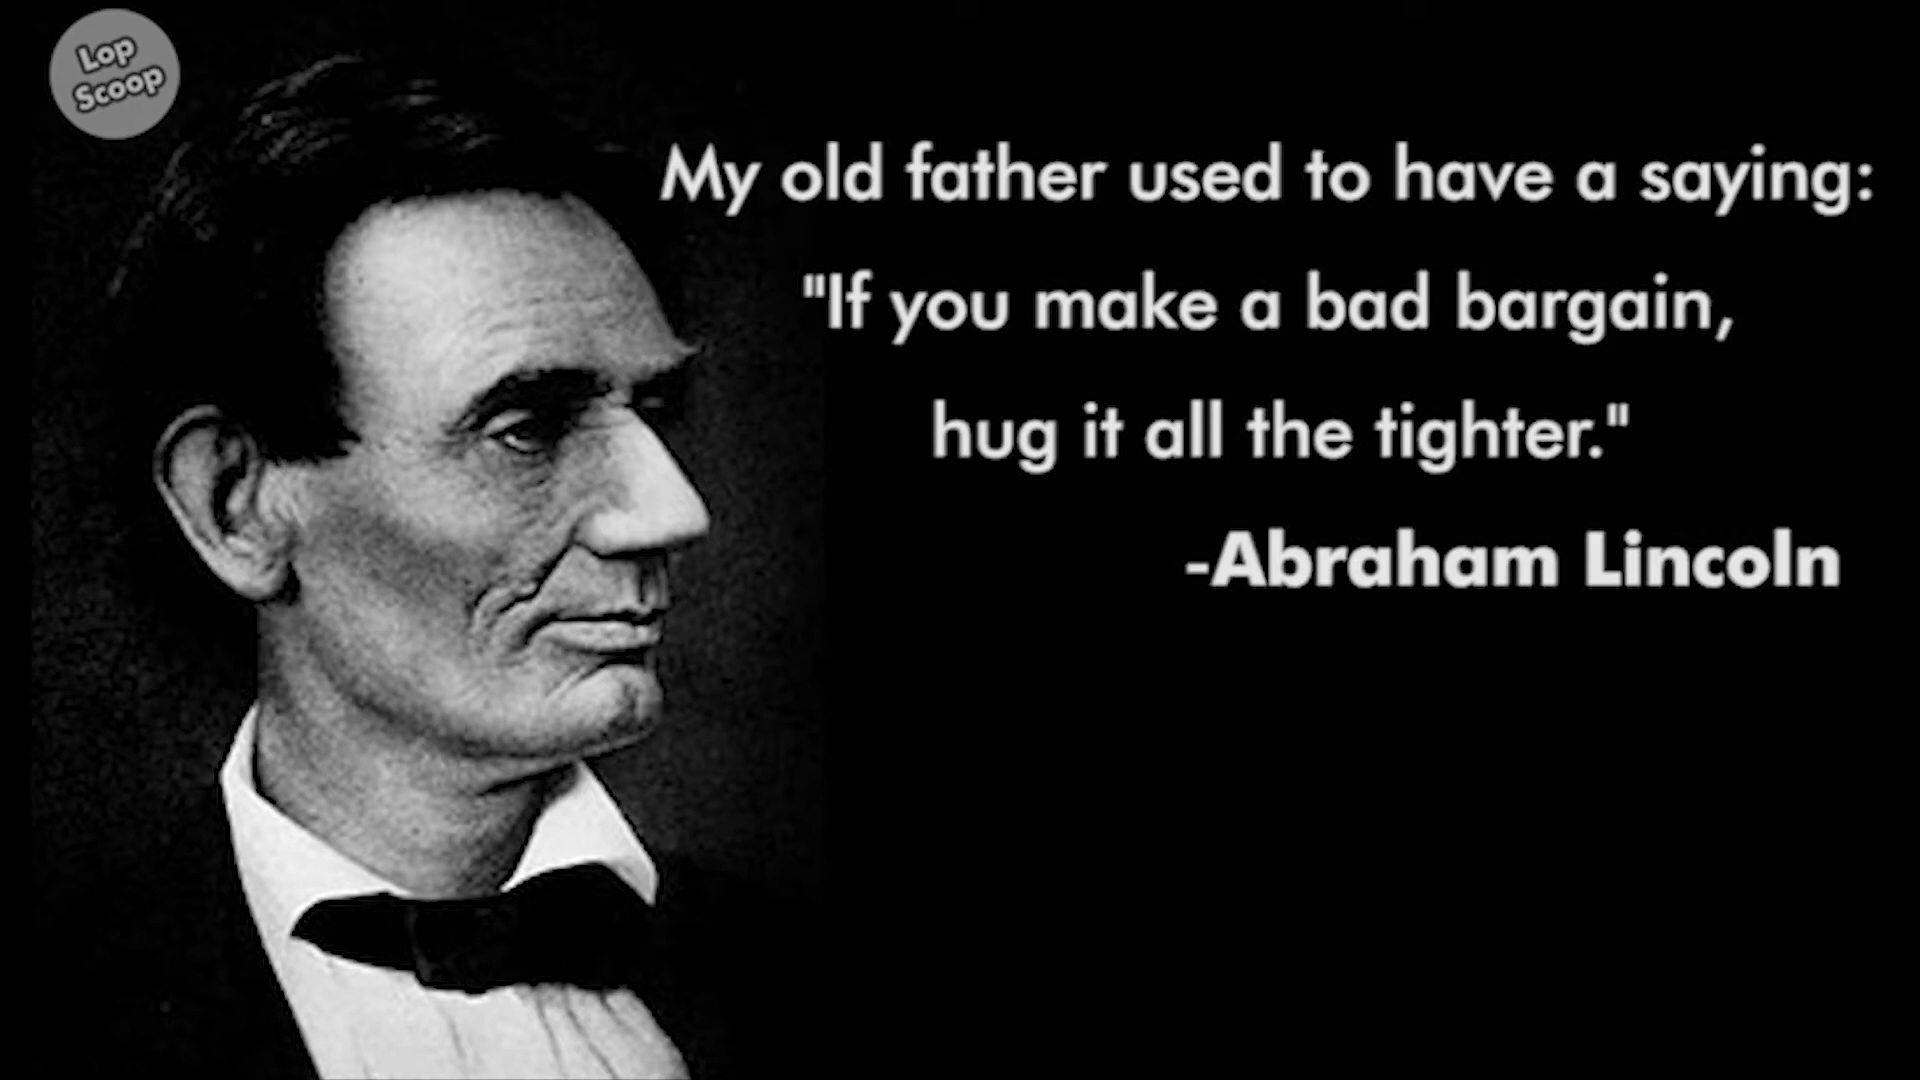 Lop
Scoop
My old father used to have a saying:
"If you make a bad bargain,
hug it all the tighter."
-Abraham Lincoln